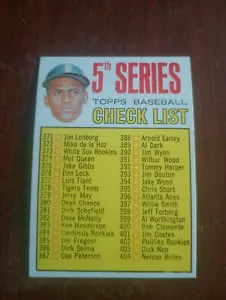 5th SERIES
TOPPS BASEBALL
CHECK LIST
371 Jim Lonborg
372 Mike de la Hoz
373 White Sox Rookies
374 Mel Queen
375 Jake Gibbs
376 Don Lock
377 Luis Tiant
378 Tigers Team
379 Jerry May
380 Dean Chance
381 Dick Schofield
382 Dave McNally
383 Ken Henderson
384 Cardinals Rookies
385 Jim Fregosi
386 Dick Selma
387 Cap Peterson
388 Arnold Earley
389 Al Dark
390 Jim Wynn
391 Wilbur Wood
392 Tommy Harper
393 Jim Bouton
394 Jake Wood
395 Chris Short
396 Atlanta Aces
397 Willie Smith
398 Jeff Torborg
399 Al Worthington
400 Bob Clemente
401 Jim Coates
402 Phillies Rookies
403 Dick Nen
404 Nelson Briles